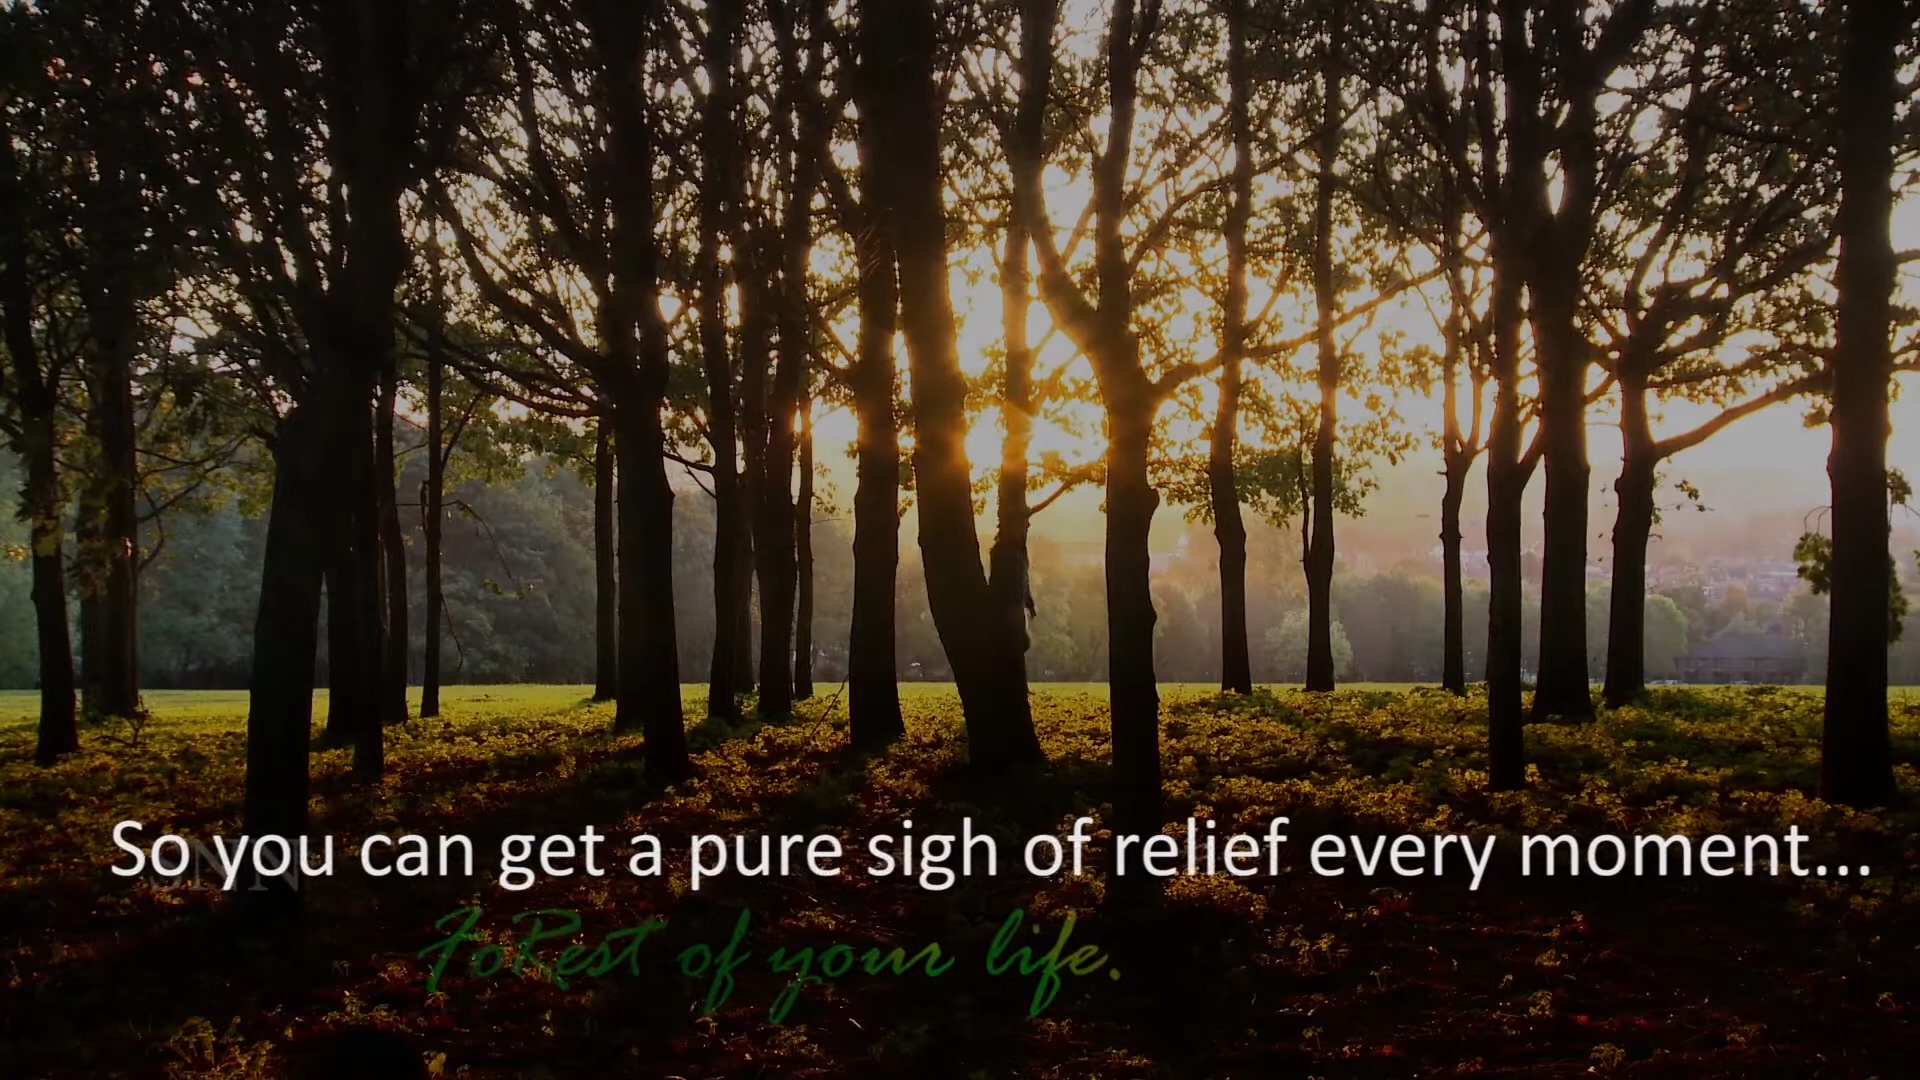 So you can get a pure sigh of relief every moment...
FoRest of your life.